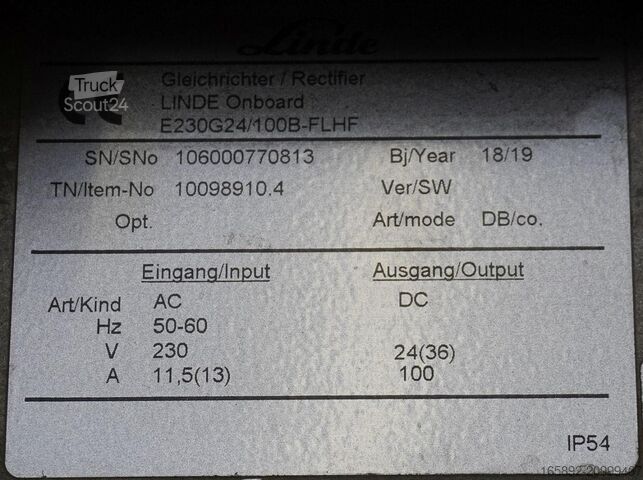 Linde
Truck
Scout24
Gleichrichter / Rectifier
LINDE Onboard
E230G24/100B-FLHF
SN/SNo 106000770813 Bj/Year 18/19
TN/Item-No 10098910.4 Ver/SW
Opt. Art/mode DB/co.
Eingang/Input Ausgang/Output
Art/Kind AC DC
Hz 50-60
V 230 24(36)
A 11,5(13) 100
IP54